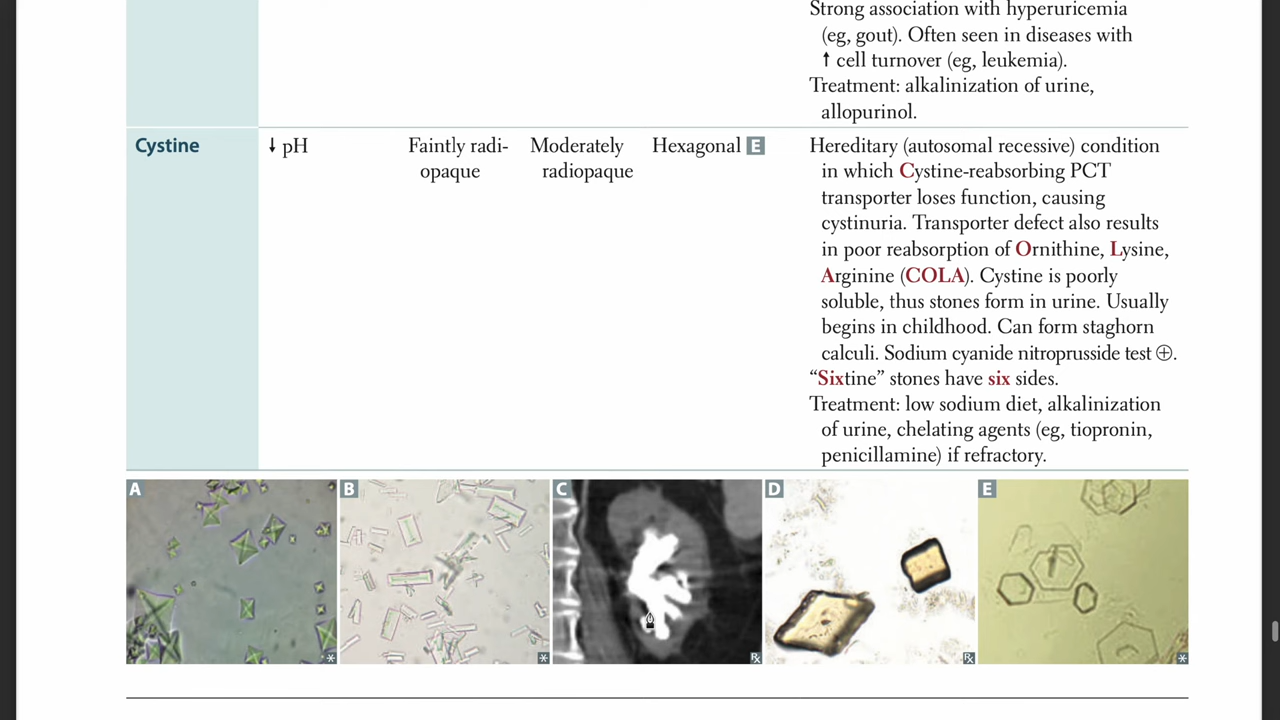 Strong association with hyperuricemia
(eg, gout). Often seen in diseases with
↑ cell turnover (eg, leukemia).
Treatment: alkalinization of urine,
allopurinol.
Cystine
↓ pH
Faintly radi-
opaque
Moderately
radiopaque
Hexagonal E
Hereditary (autosomal recessive) condition
in which Cystine-reabsorbing PCT
transporter loses function, causing
cystinuria. Transporter defect also results
in poor reabsorption of Ornithine, Lysine,
Arginine (COLA). Cystine is poorly
soluble, thus stones form in urine. Usually
begins in childhood. Can form staghorn
calculi. Sodium cyanide nitroprusside test ⊕.
“Sixtine” stones have six sides.
Treatment: low sodium diet, alkalinization
of urine, chelating agents (eg, tiopronin,
penicillamine) if refractory.
A
B
C
D
E
*
*
℞
℞
*